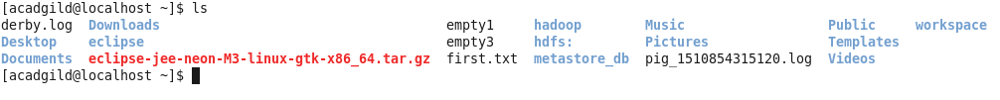 [acadgild@localhost ~]$ ls
derby.log  Downloads                                    empty1     hadoop       Music                 Public     workspace
Desktop    eclipse                                      empty3     hdfs:        Pictures              Templates
Documents  eclipse-jee-neon-M3-linux-gtk-x86_64.tar.gz  first.txt  metastore_db  pig_1510854315120.log  Videos
[acadgild@localhost ~]$